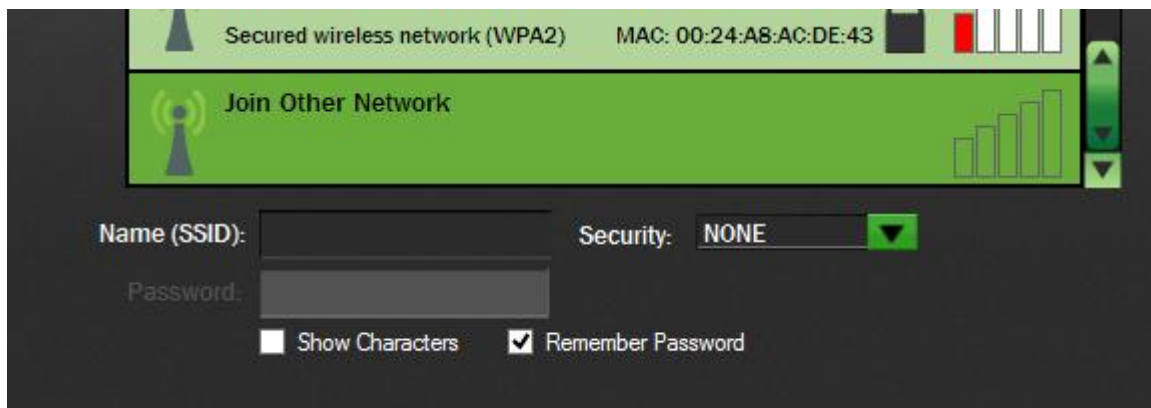 Secured wireless network (WPA2) MAC: 00:24:A8:AC:DE:43
Join Other Network
Name (SSID): Security: NONE
Password:
Show Characters Remember Password